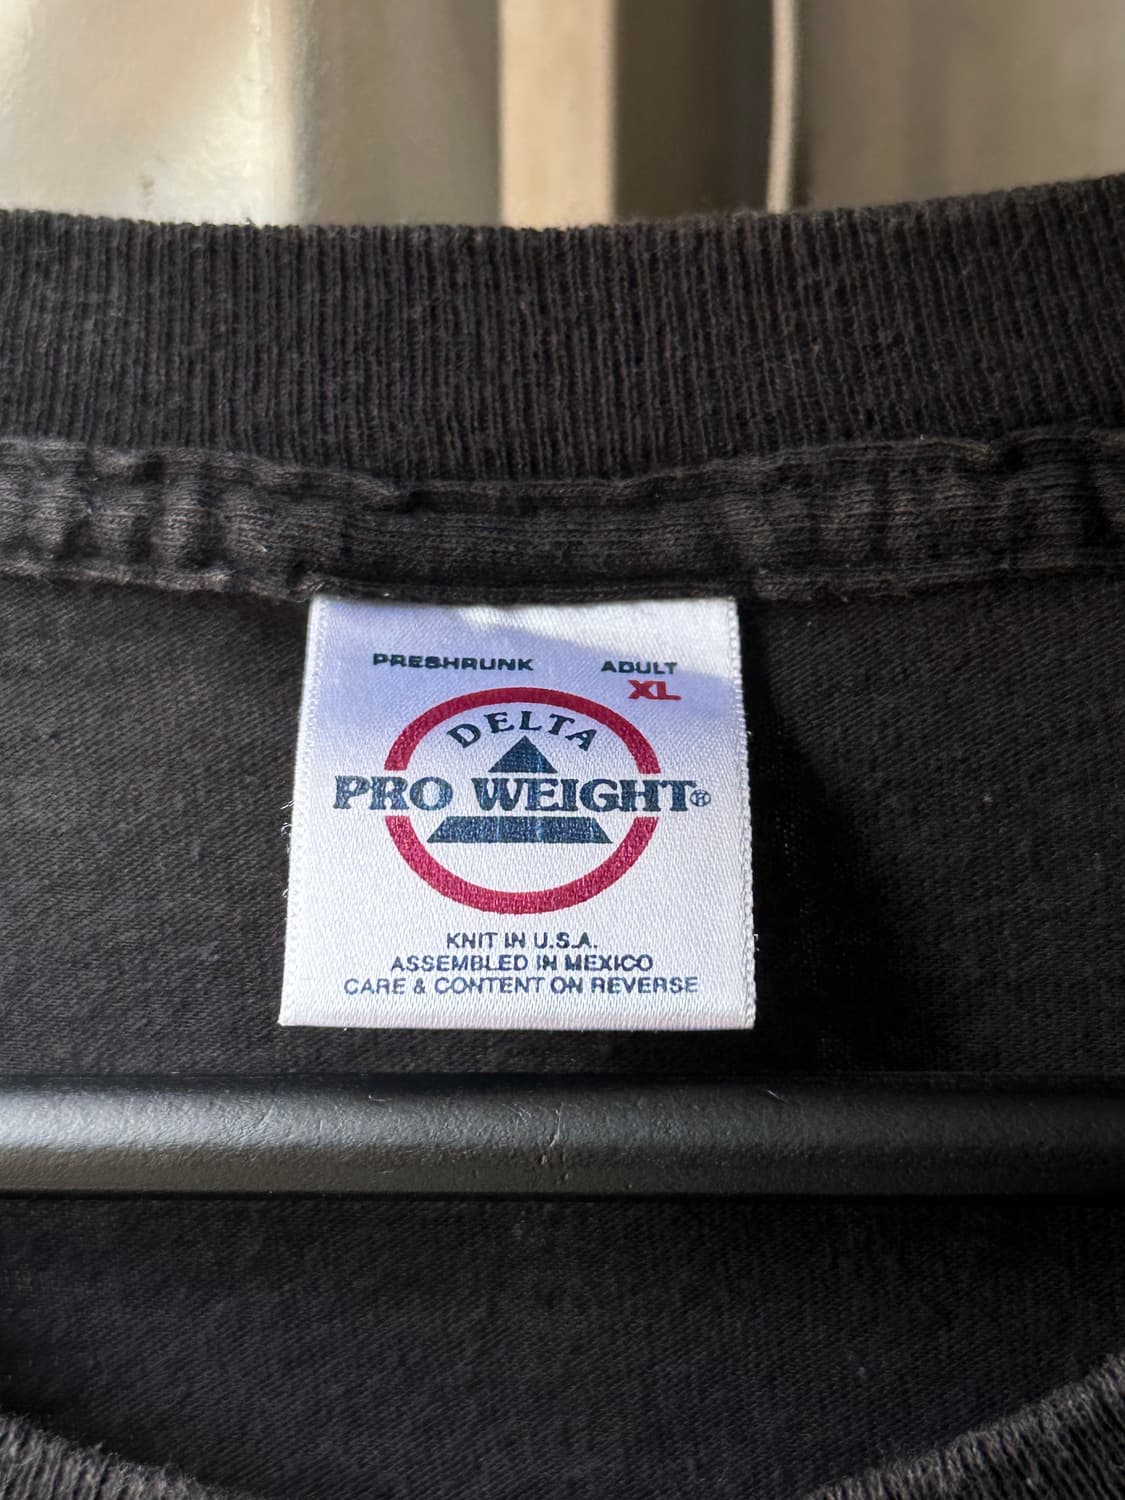 PRESHRUNK ADULT
XL
DELTA
PRO WEIGHT®
KNIT IN U.S.A.
ASSEMBLED IN MEXICO
CARE & CONTENT ON REVERSE